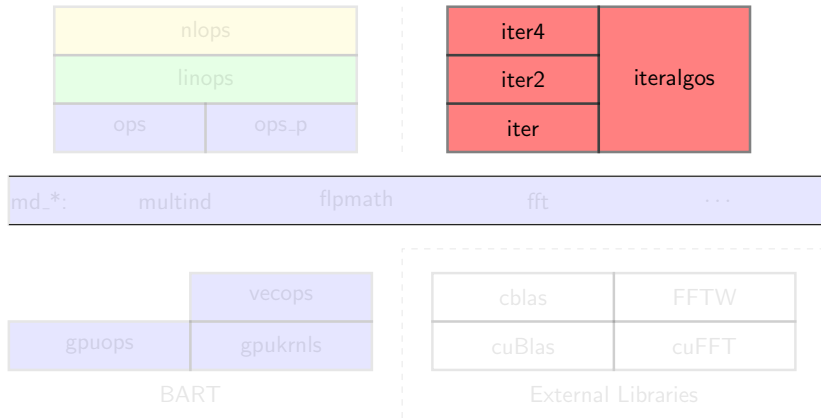 nlops
linops
ops ops_p
iter4
iter2
iter
iteralgos
md_*: multind flpmath fft ...
vecops
gpuops gpukrnls
BART
cblas FFTW
cuBlas cuFFT
External Libraries